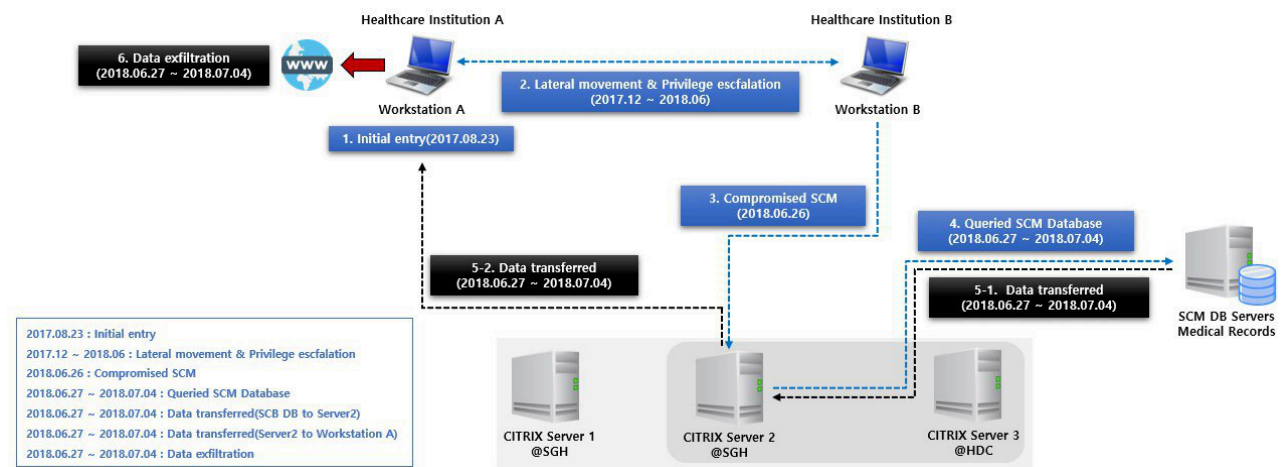 Healthcare Institution A
Healthcare Institution B
6. Data exfiltration
(2018.06.27 ~ 2018.07.04)
WWW
2. Lateral movement & Privilege escfalation
(2017.12 ~ 2018.06)
Workstation A
Workstation B
1. Initial entry(2017.08.23)
3. Compromised SCM
(2018.06.26)
4. Queried SCM Database
(2018.06.27 ~ 2018.07.04)
5-2. Data transferred
(2018.06.27 ~ 2018.07.04)
5-1. Data transferred
(2018.06.27 ~ 2018.07.04)
SCM DB Servers
Medical Records
2017.08.23 : Initial entry
2017.12 ~ 2018.06 : Lateral movement & Privilege escfalation
2018.06.26 : Compromised SCM
2018.06.27 ~ 2018.07.04 : Queried SCM Database
2018.06.27 ~ 2018.07.04 : Data transferred(SCB DB to Server2)
2018.06.27 ~ 2018.07.04 : Data transferred(Server2 to Workstation A)
2018.06.27 ~ 2018.07.04 : Data exfiltration
CITRIX Server 1
@SGH
CITRIX Server 2
@SGH
CITRIX Server 3
@HDC